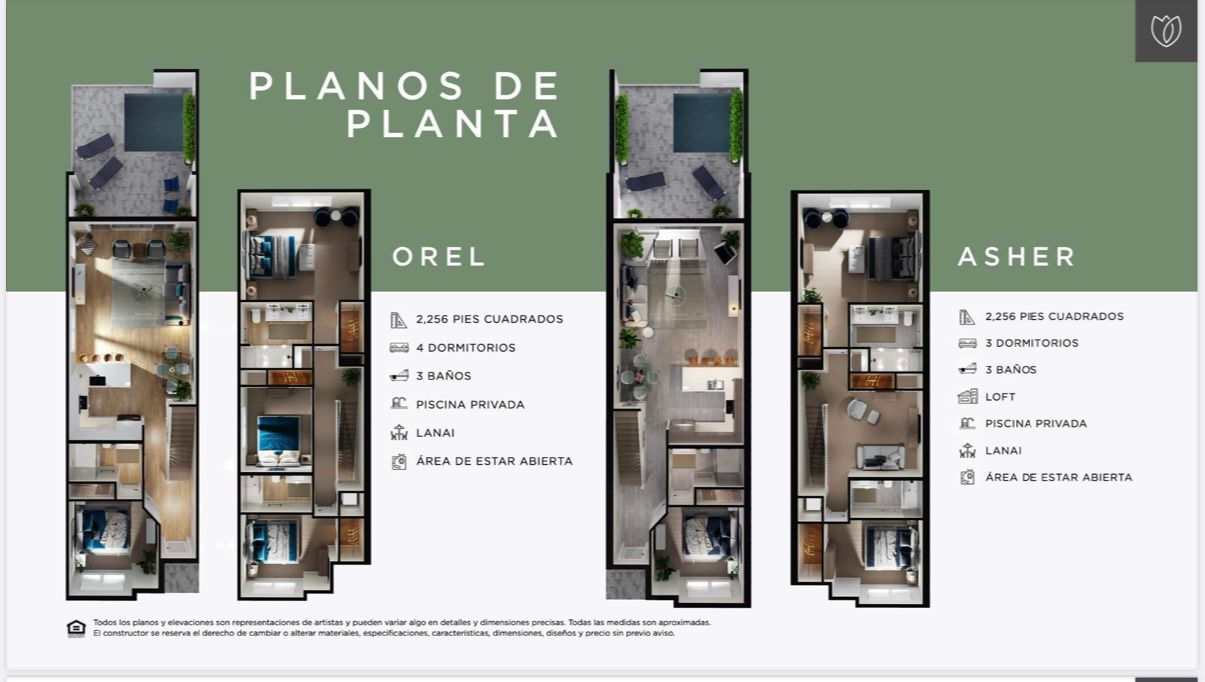 PLANOS DE
PLANTA
OREL
2,256 PIES CUADRADOS
4 DORMITORIOS
3 BAÑOS
PISCINA PRIVADA
LANAI
ÁREA DE ESTAR ABIERTA
ASHER
2,256 PIES CUADRADOS
3 DORMITORIOS
3 BAÑOS
LOFT
PISCINA PRIVADA
LANAI
ÁREA DE ESTAR ABIERTA
Todos los planos y elevaciones son representaciones de artistas y pueden variar algo en detalles y dimensiones precisas. Todas las medidas son aproximadas.
El constructor se reserva el derecho de cambiar o alterar materiales, especificaciones, características, dimensiones, diseños y precio sin previo aviso.